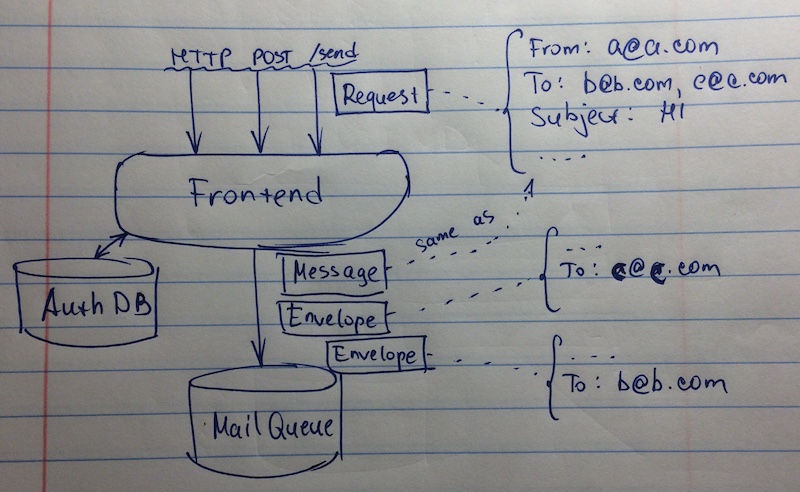 HTTP POST /send
Request
From: a@a.com
To: b@b.com, c@c.com
Subject: HI
....
Frontend
same as
Message
Envelope
....
To: c@c.com
Auth DB
Envelope
....
To: b@b.com
Mail Queue